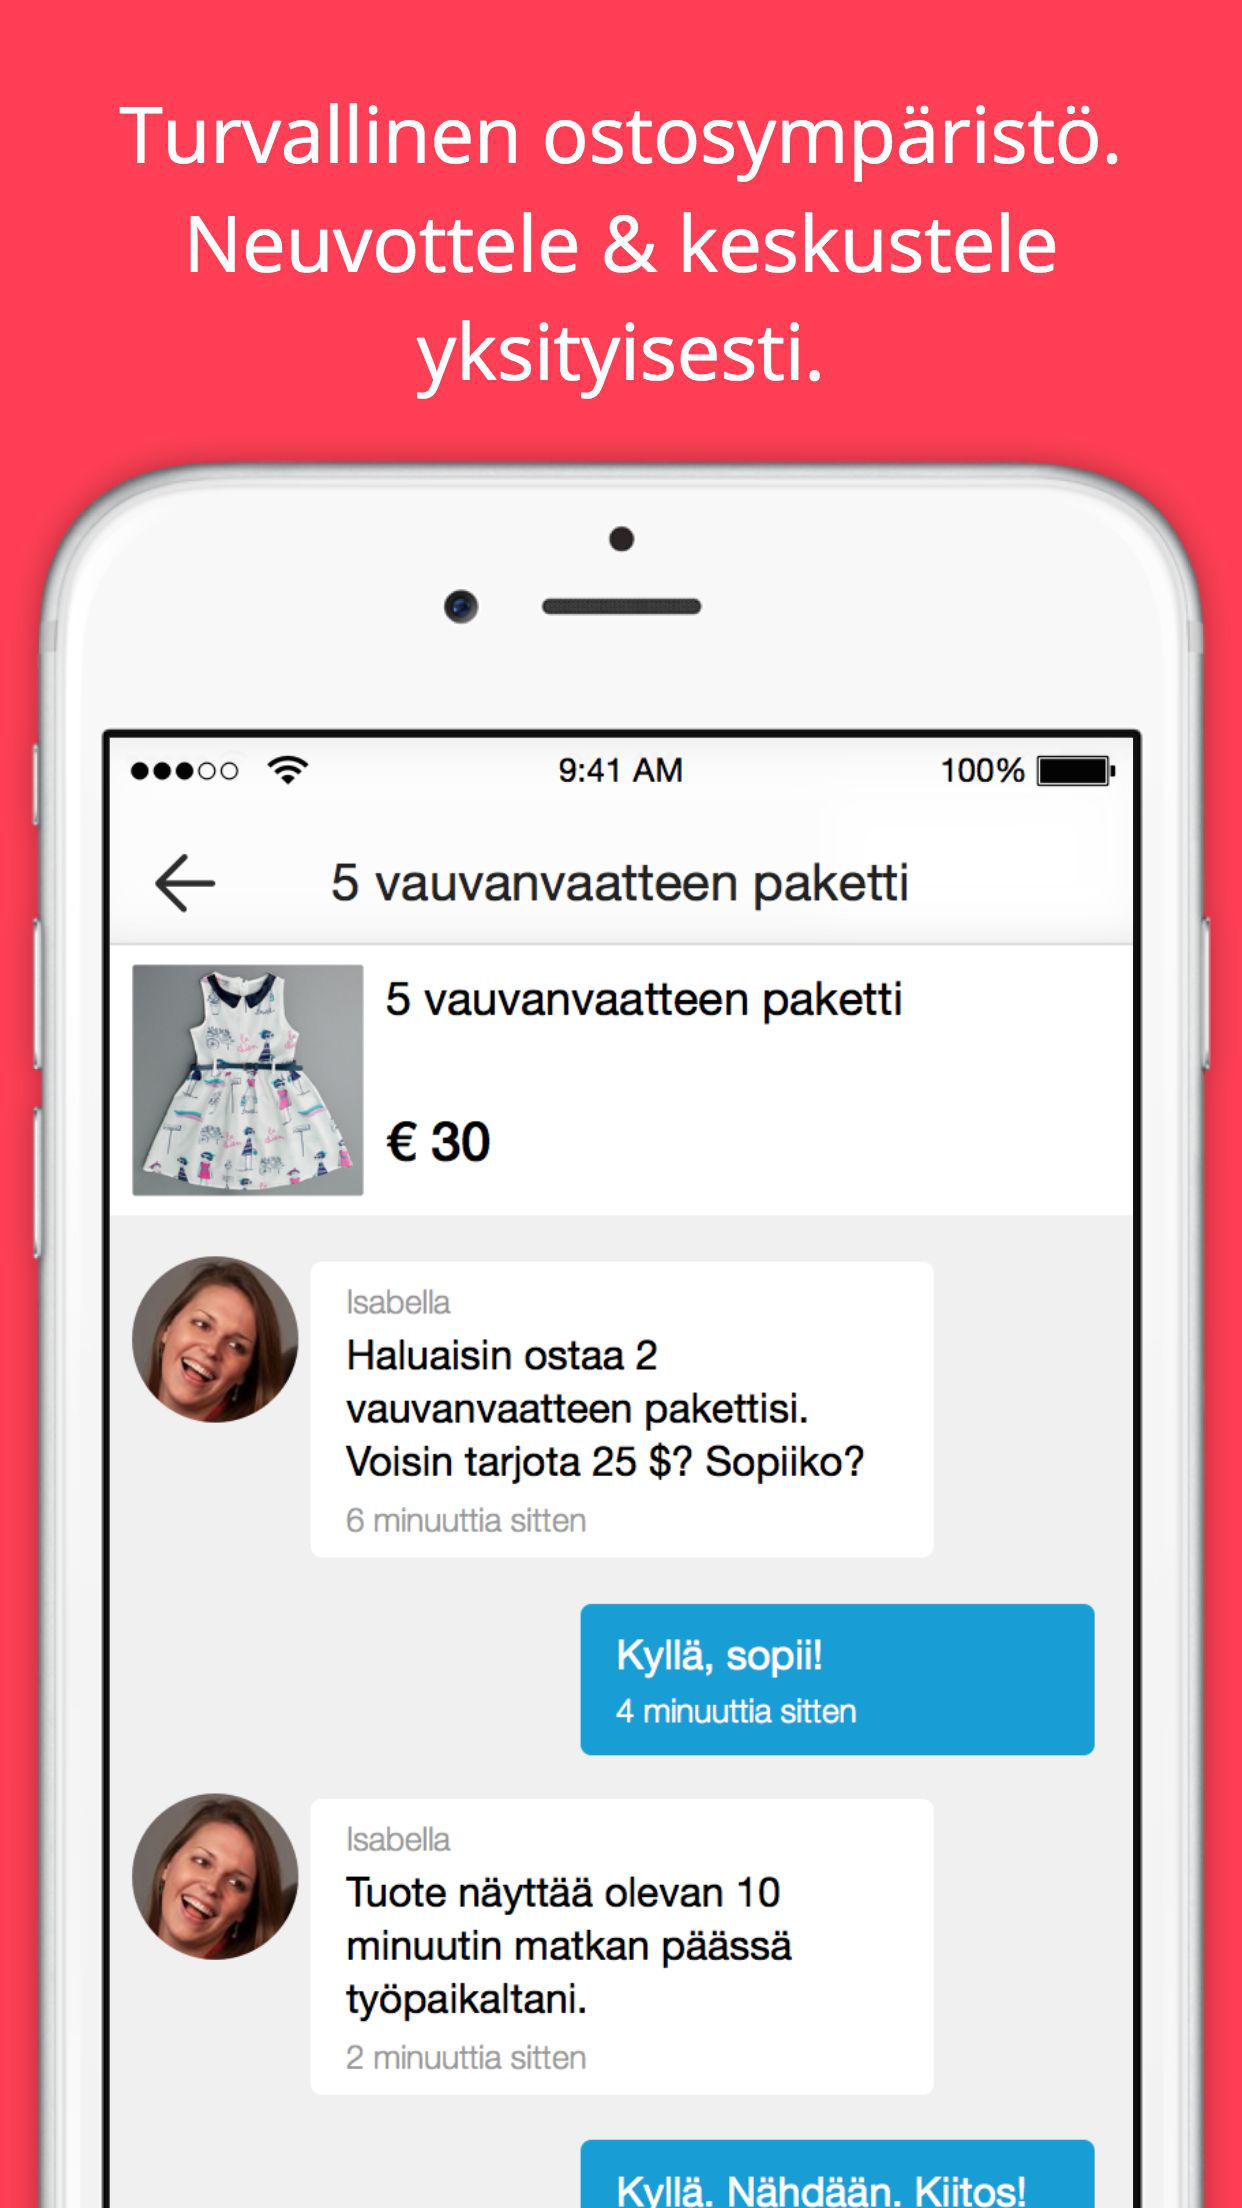 Turvallinen ostosympäristö.
Neuvottele & keskustele
yksityisesti.
9:41 AM
100%
5 vauvanvaatteen paketti
5 vauvanvaatteen paketti
€ 30
Isabella
Haluaisin ostaa 2
vauvanvaatteen pakettisi.
Voisin tarjota 25 $? Sopiiko?
6 minuuttia sitten
Kyllä, sopii!
4 minuuttia sitten
Isabella
Tuote näyttää olevan 10
minuutin matkan päässä
työpaikaltani.
2 minuuttia sitten
Kyllä. Nähdään. Kiitos!